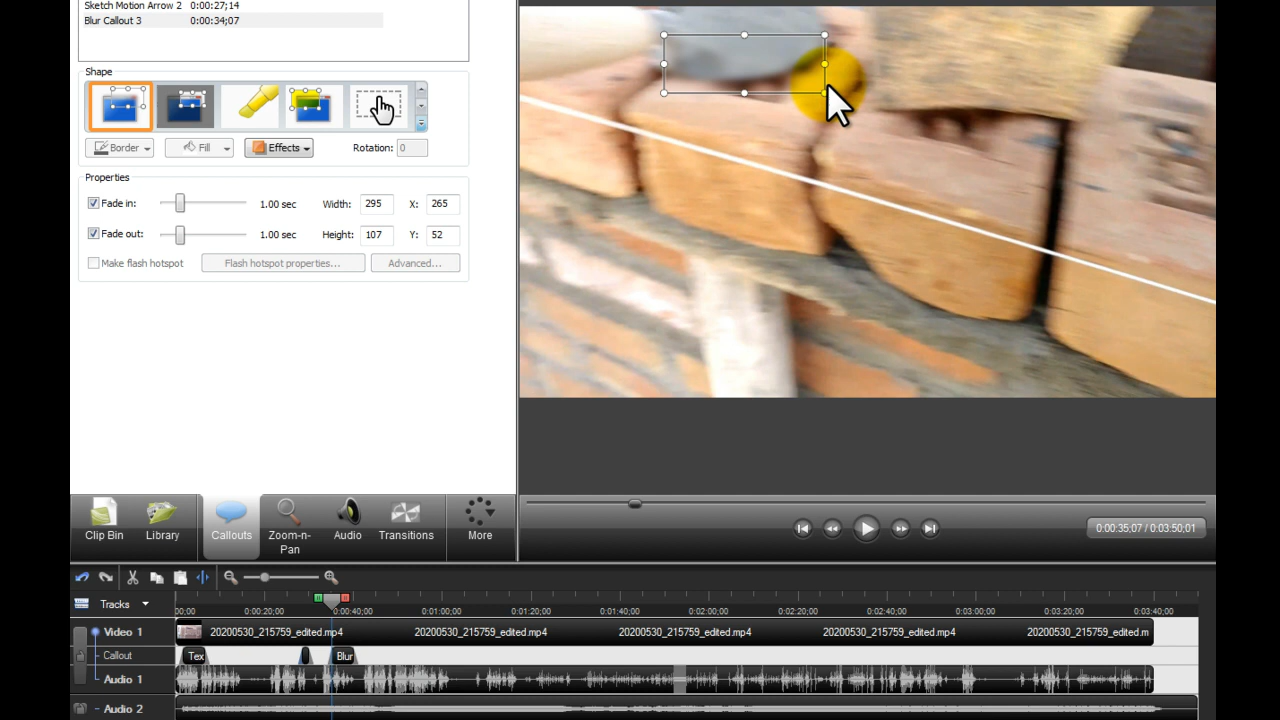 Sketch Motion Arrow 2 0:00:27;14
Blur Callout 3 0:00:34;07
Shape
Border Fill Effects Rotation: 0
Properties
Fade in: 1.00 sec Width: 295 X: 265
Fade out: 1.00 sec Height: 107 Y: 52
Make flash hotspot Flash hotspot properties... Advanced...
Clip Bin Library Callouts Zoom-n-Pan Audio Transitions More
0:00:35;07 / 0:03:50;01
Tracks 00;00 0:00:20;00 0:00:40;00 0:01:00;00 0:01:20;00 0:01:40;00 0:02:00;00 0:02:20;00 0:02:40;00 0:03:00;00 0:03:20;00 0:03:40;00
Video 1 20200530_215759_edited.mp4 20200530_215759_edited.mp4 20200530_215759_edited.mp4 20200530_215759_edited.mp4 20200530_215759_edited.m
Callout Tex Blur
Audio 1
Audio 2